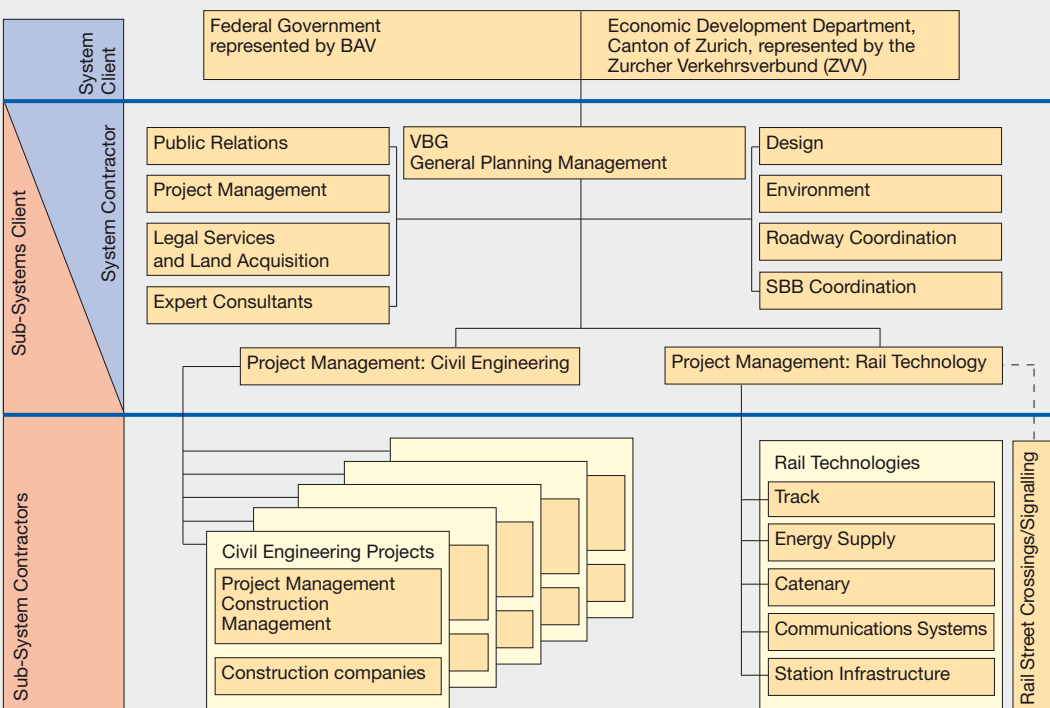 System
Client
Federal Government
represented by BAV
Economic Development Department,
Canton of Zurich, represented by the
Zurcher Verkehrsverbund (ZVV)
Sub-Systems Client
System Contractor
Public Relations
Project Management
Legal Services
and Land Acquisition
Expert Consultants
VBG
General Planning Management
Design
Environment
Roadway Coordination
SBB Coordination
Project Management: Civil Engineering
Project Management: Rail Technology
Sub-System Contractors
Civil Engineering Projects
Project Management
Construction
Management
Construction companies
Rail Technologies
Track
Energy Supply
Catenary
Communications Systems
Station Infrastructure
Rail Street Crossings/Signalling